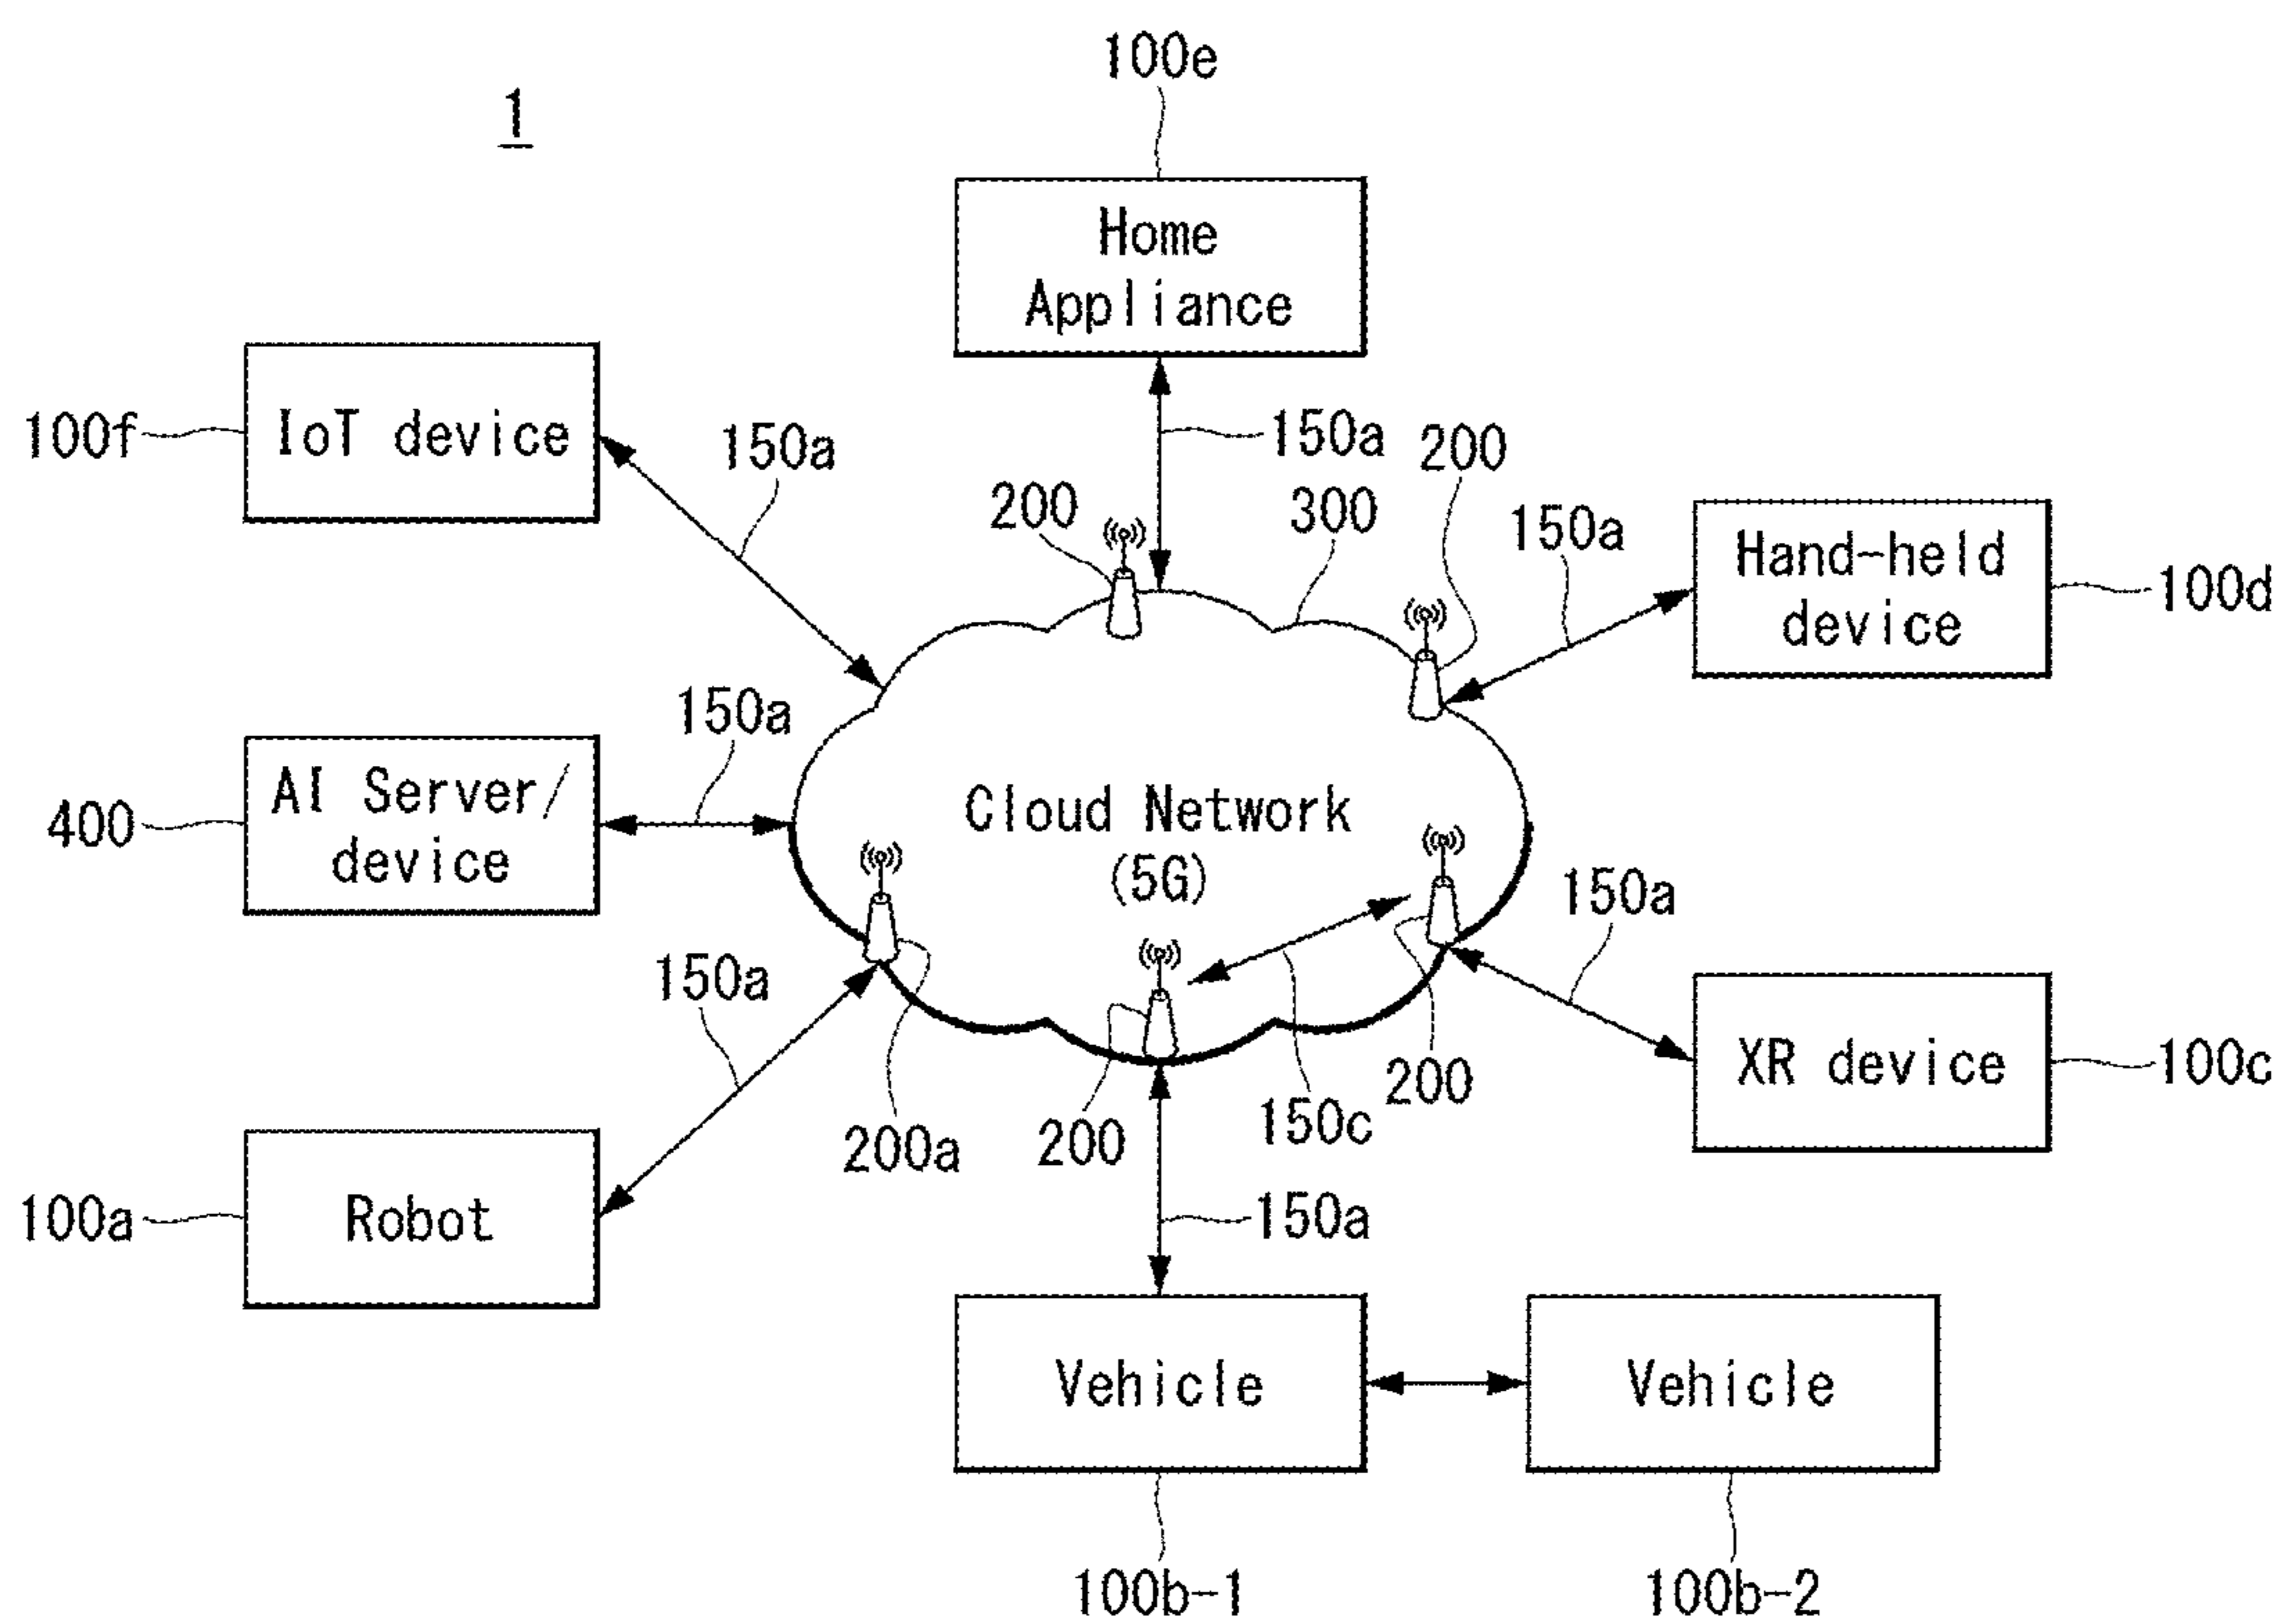 100e
1
Home
Appliance
100f
IoT device
150a
150a
200
200
300
150a
Hand-held
device
100d
150a
400
AI Server/
device
Cloud Network
(5G)
150a
150a
XR device
100c
200
150c
200
200a
100a
Robot
150a
Vehicle
Vehicle
100b-1
100b-2